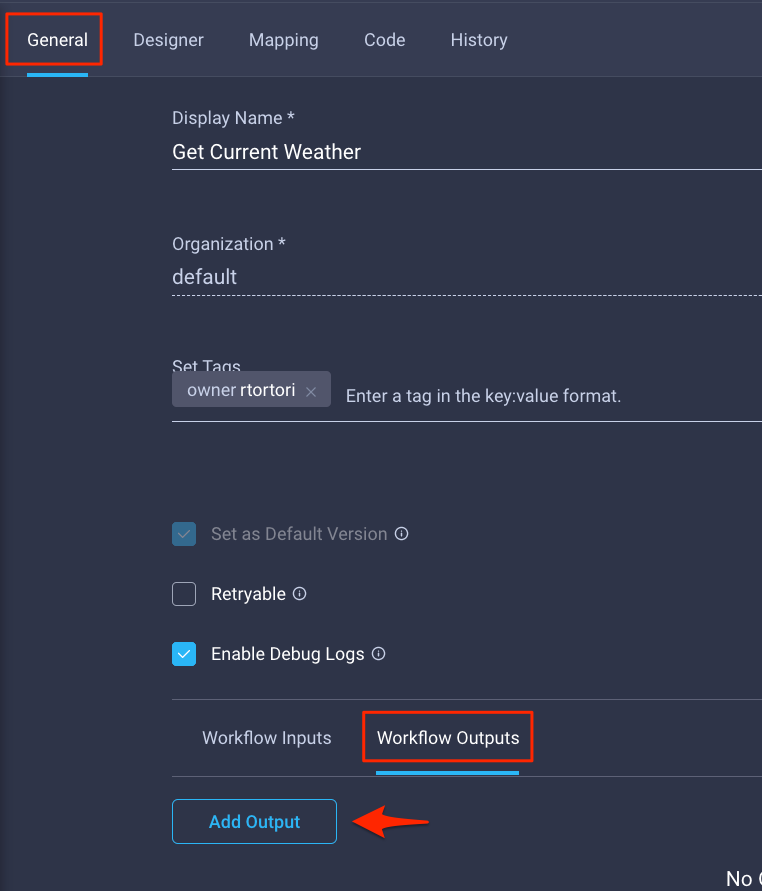 General Designer Mapping Code History
Display Name *
Get Current Weather
Organization *
default
Set Tags
owner rtortori × Enter a tag in the key:value format.
Set as Default Version
Retryable
Enable Debug Logs
Workflow Inputs Workflow Outputs
Add Output
No